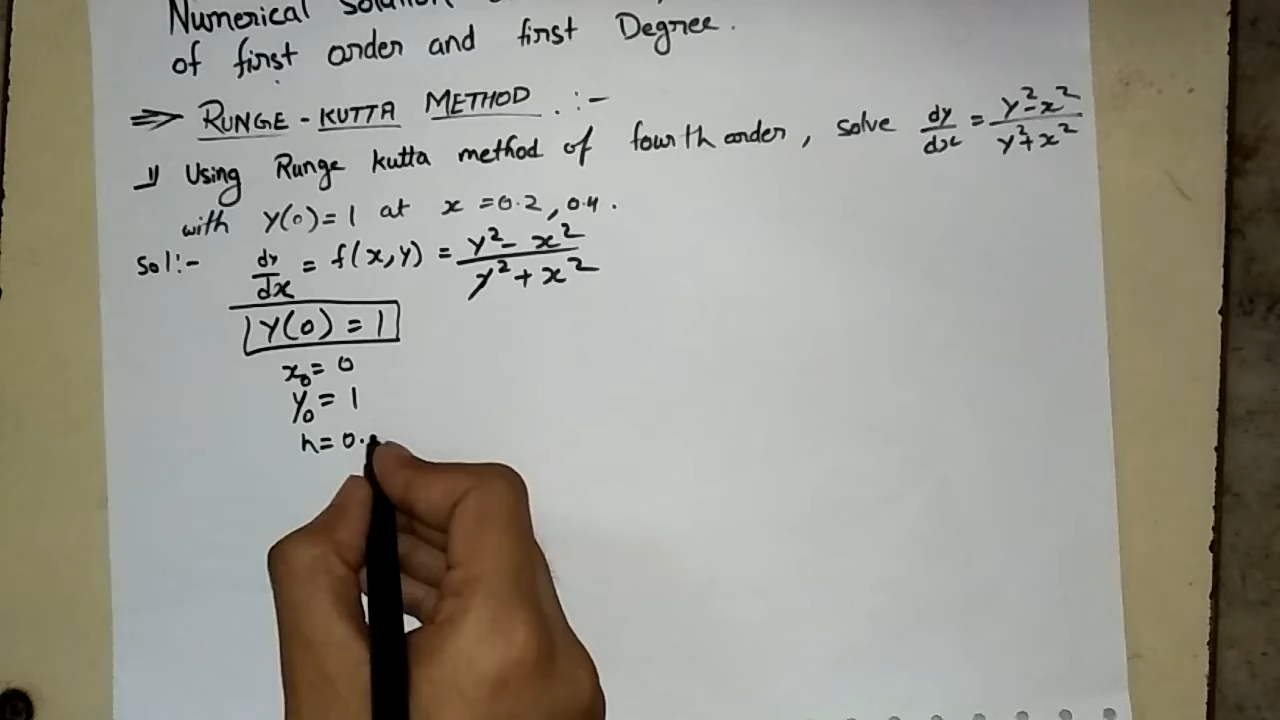 Numerical Solution
of first order and first Degree.
⇒ RUNGE - KUTTA METHOD. :-
1) Using Runge kutta method of fourth order, solve dy/dx = y²-x²/y²+x²
with y(0)=1 at x =0.2, 0.4.
Sol:- dy/dx = f(x,y) = y²-x²/y²+x²
y(0) = 1
x₀ = 0
y₀ = 1
h=0.